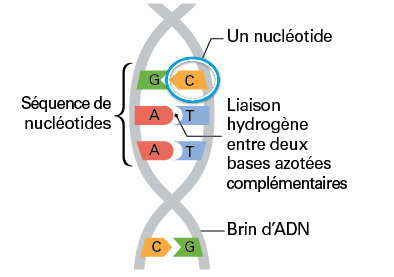 Un nucléotide
G C
Séquence de
nucléotides
A T
Liaison
hydrogène
entre deux
bases azotées
complémentaires
A T
Brin d'ADN
C G